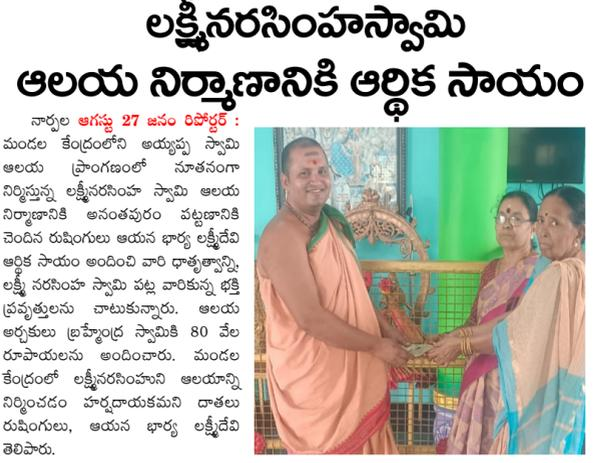 లక్ష్మీనరసింహస్వామి
ఆలయ నిర్మాణానికి ఆర్థిక సాయం
నార్పల ఆగస్టు 27 జనం రిపోర్టర్ :
మండల కేంద్రంలోని అయ్యప్ప స్వామి
ఆలయ ప్రాంగణంలో నూతనంగా
నిర్మిస్తున్న లక్ష్మీనరసింహ స్వామి ఆలయ
నిర్మాణానికి అనంతపురం పట్టణానికి
చెందిన రుషింగులు ఆయన భార్య లక్ష్మీదేవి
ఆర్థిక సాయం అందించి వారి ధాతృత్వాన్ని,
లక్ష్మీ నరసింహ స్వామి పట్ల వారికున్న భక్తి
ప్రవృత్తులను చాటుకున్నారు. ఆలయ
అర్చకులు బ్రహ్మేంద్ర స్వామికి 80 వేల
రూపాయలను అందించారు. మండల
కేంద్రంలో లక్ష్మీనరసింహుని ఆలయాన్ని
నిర్మించడం హర్షదాయకమని దాతలు
రుషింగులు, ఆయన భార్య లక్ష్మీదేవి
తెలిపారు.